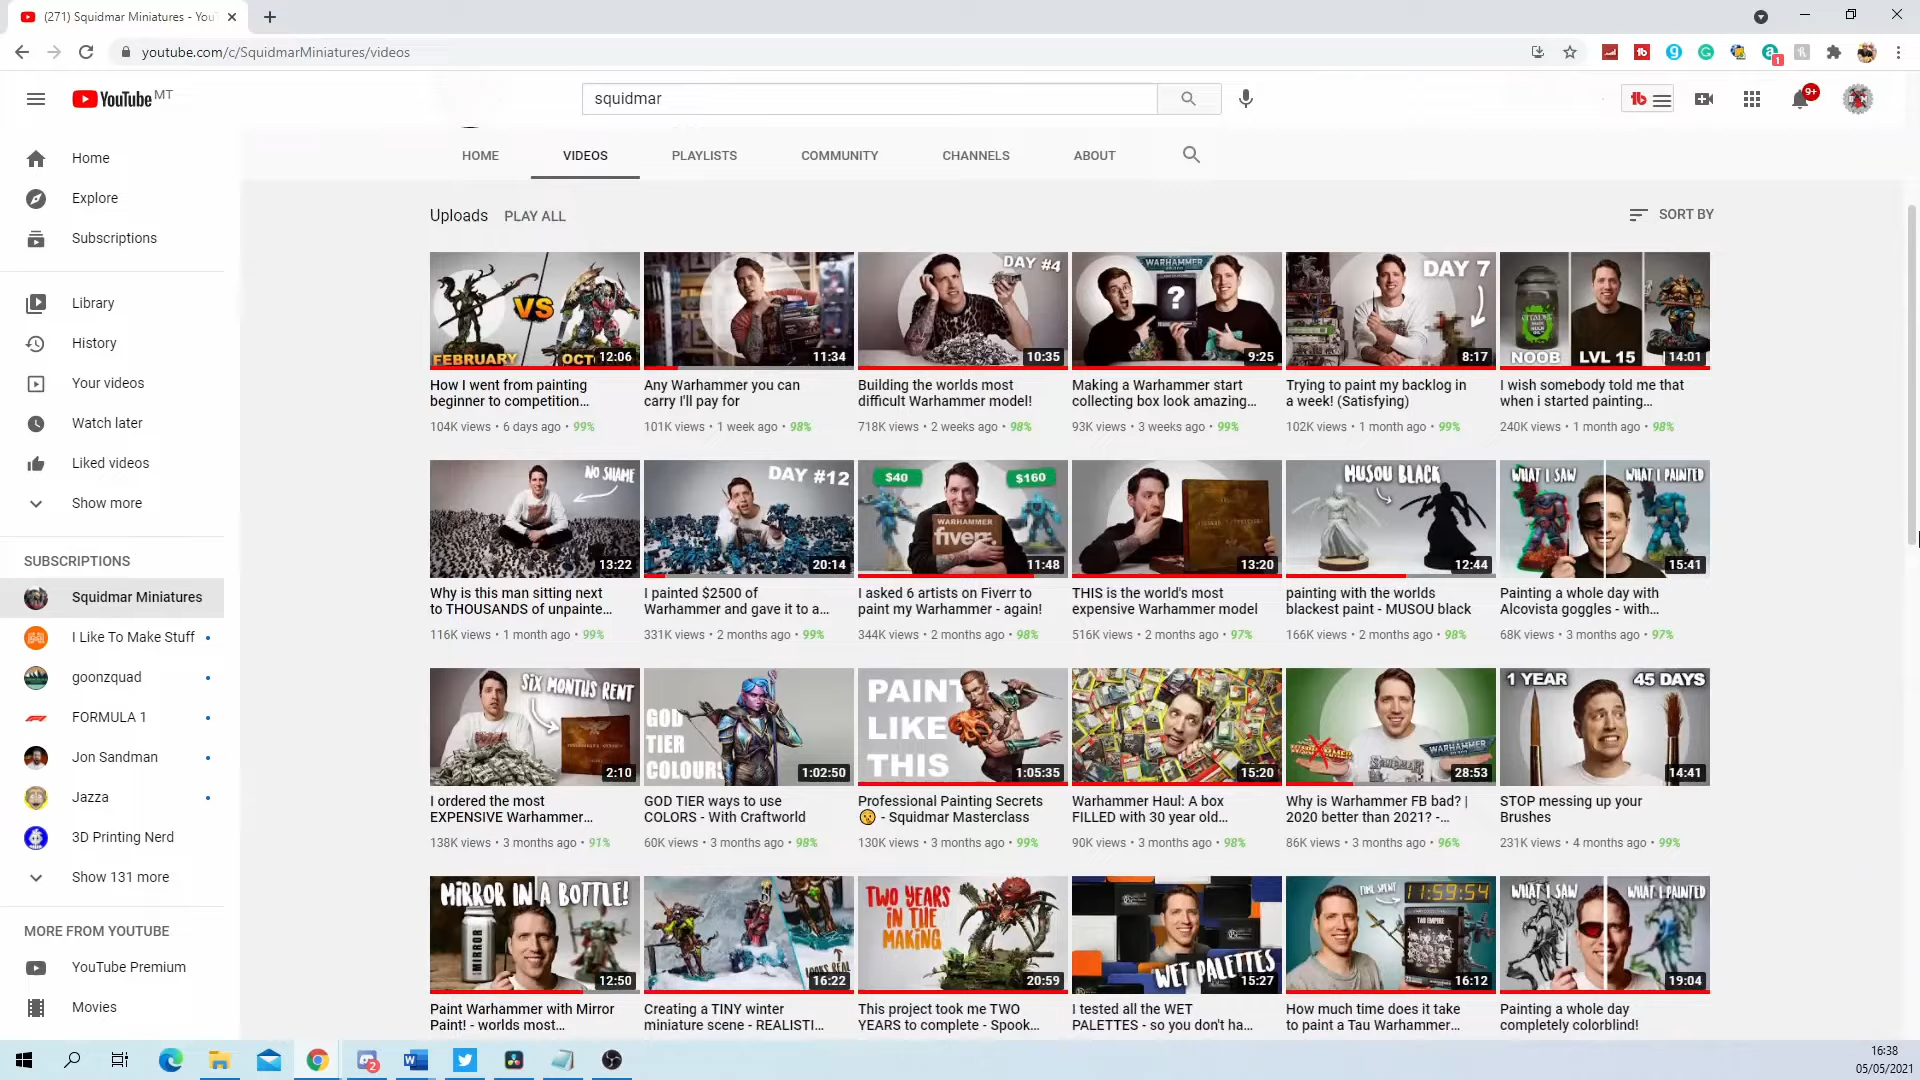 (271) Squidmar Miniatures - You
youtube.com/c/SquidmarMiniatures/videos
1
YouTube MT
squidmar
9+
HOME VIDEOS PLAYLISTS COMMUNITY CHANNELS ABOUT
Home
Explore
Subscriptions
Library
History
Your videos
Watch later
Liked videos
Show more
SUBSCRIPTIONS
Squidmar Miniatures
I Like To Make Stuff
goonzquad
FORMULA 1
Jon Sandman
Jazza
3D Printing Nerd
Show 131 more
MORE FROM YOUTUBE
YouTube Premium
Movies
Uploads PLAY ALL SORT BY
VS
FEBRUARY OCT
12:06
How I went from painting
beginner to competition...
104K views • 6 days ago • 99%
11:34
Any Warhammer you can
carry I'll pay for
101K views • 1 week ago • 98%
DAY #4
10:35
Building the worlds most
difficult Warhammer model!
718K views • 2 weeks ago • 98%
WARHAMMER
?
9:25
Making a Warhammer start
collecting box look amazing...
93K views • 3 weeks ago • 99%
DAY 7
8:17
Trying to paint my backlog in
a week! (Satisfying)
102K views • 1 month ago • 99%
NOOB LVL 15
14:01
I wish somebody told me that
when i started painting...
240K views • 1 month ago • 98%
NO SHAME
13:22
Why is this man sitting next
to THOUSANDS of unpainte...
116K views • 1 month ago • 99%
DAY #12
20:14
I painted $2500 of
Warhammer and gave it to a...
331K views • 2 months ago • 99%
$40 $160
WARHAMMER
fiverr
11:48
I asked 6 artists on Fiverr to
paint my Warhammer - again!
344K views • 2 months ago • 98%
13:20
THIS is the world's most
expensive Warhammer model
516K views • 2 months ago • 97%
MUSOU BLACK
12:44
painting with the worlds
blackest paint - MUSOU black
166K views • 2 months ago • 98%
WHAT I SAW WHAT I PAINTED
15:41
Painting a whole day with
Alcovista goggles - with...
68K views • 3 months ago • 97%
SIX MONTHS RENT
2:10
I ordered the most
EXPENSIVE Warhammer...
138K views • 3 months ago • 91%
GOD
TIER
COLOURS
1:02:50
GOD TIER ways to use
COLORS - With Craftworld
60K views • 3 months ago • 98%
PAINT
LIKE
THIS
1:05:35
Professional Painting Secrets
😮 - Squidmar Masterclass
130K views • 3 months ago • 99%
15:20
Warhammer Haul: A box
FILLED with 30 year old...
90K views • 3 months ago • 98%
WARHAMMER
SQUIDMAR
28:53
Why is Warhammer FB bad? |
2020 better than 2021? -...
86K views • 3 months ago • 96%
1 YEAR 45 DAYS
14:41
STOP messing up your
Brushes
231K views • 4 months ago • 99%
MIRROR IN A BOTTLE!
MIRROR
12:50
Paint Warhammer with Mirror
Paint! - worlds most...
16:22
Creating a TINY winter
miniature scene - REALISTI...
TWO YEARS
IN THE
MAKING
20:59
This project took me TWO
YEARS to complete - Spook...
WET PALETTES
15:27
I tested all the WET
PALETTES - so you don't ha...
TIME SPENT 11:59:54
TAU EMPIRE
16:12
How much time does it take
to paint a Tau Warhammer...
WHAT I SAW WHAT I PAINTED
19:04
Painting a whole day
completely colorblind!
2
16:38
05/05/2021